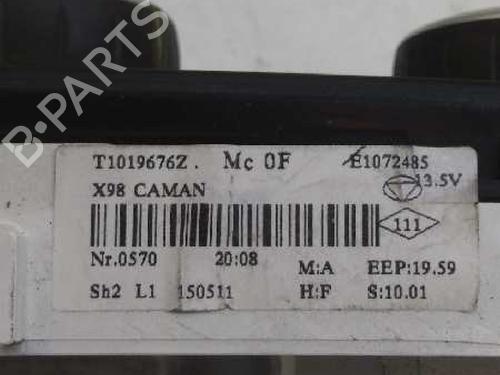 B-PARTS
T1019676Z. Mc 0F E1072485
X98 CAMAN 13.5V
111
Nr.0570 20:08 M:A EEP:19.59
Sh2 L1 150511 H:F S:10.01